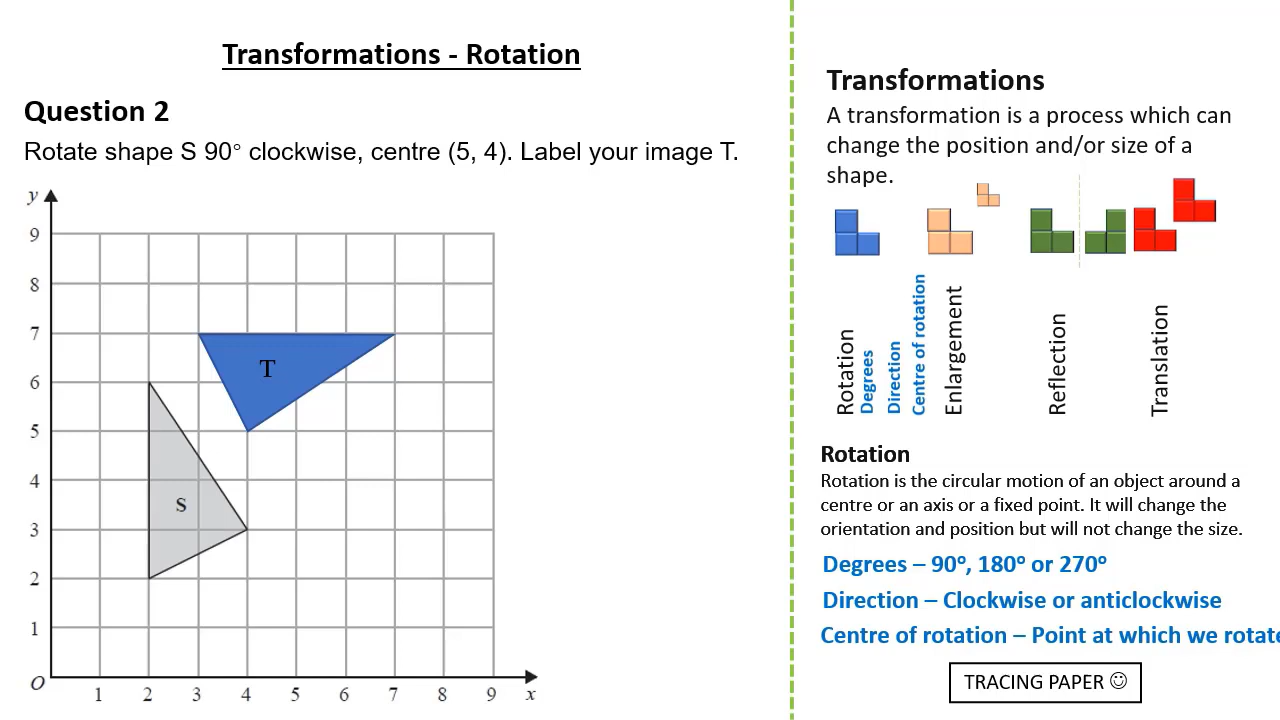 Transformations - Rotation
Question 2
Rotate shape S 90° clockwise, centre (5, 4). Label your image T.
y
9
8
7
6
5
4
3
2
1
O
1 2 3 4 5 6 7 8 9 x
T
S
Transformations
A transformation is a process which can
change the position and/or size of a
shape.
Rotation
Degrees
Direction
Centre of rotation
Enlargement
Reflection
Translation
Rotation
Rotation is the circular motion of an object around a
centre or an axis or a fixed point. It will change the
orientation and position but will not change the size.
Degrees – 90°, 180° or 270°
Direction – Clockwise or anticlockwise
Centre of rotation – Point at which we rotate
TRACING PAPER ☺